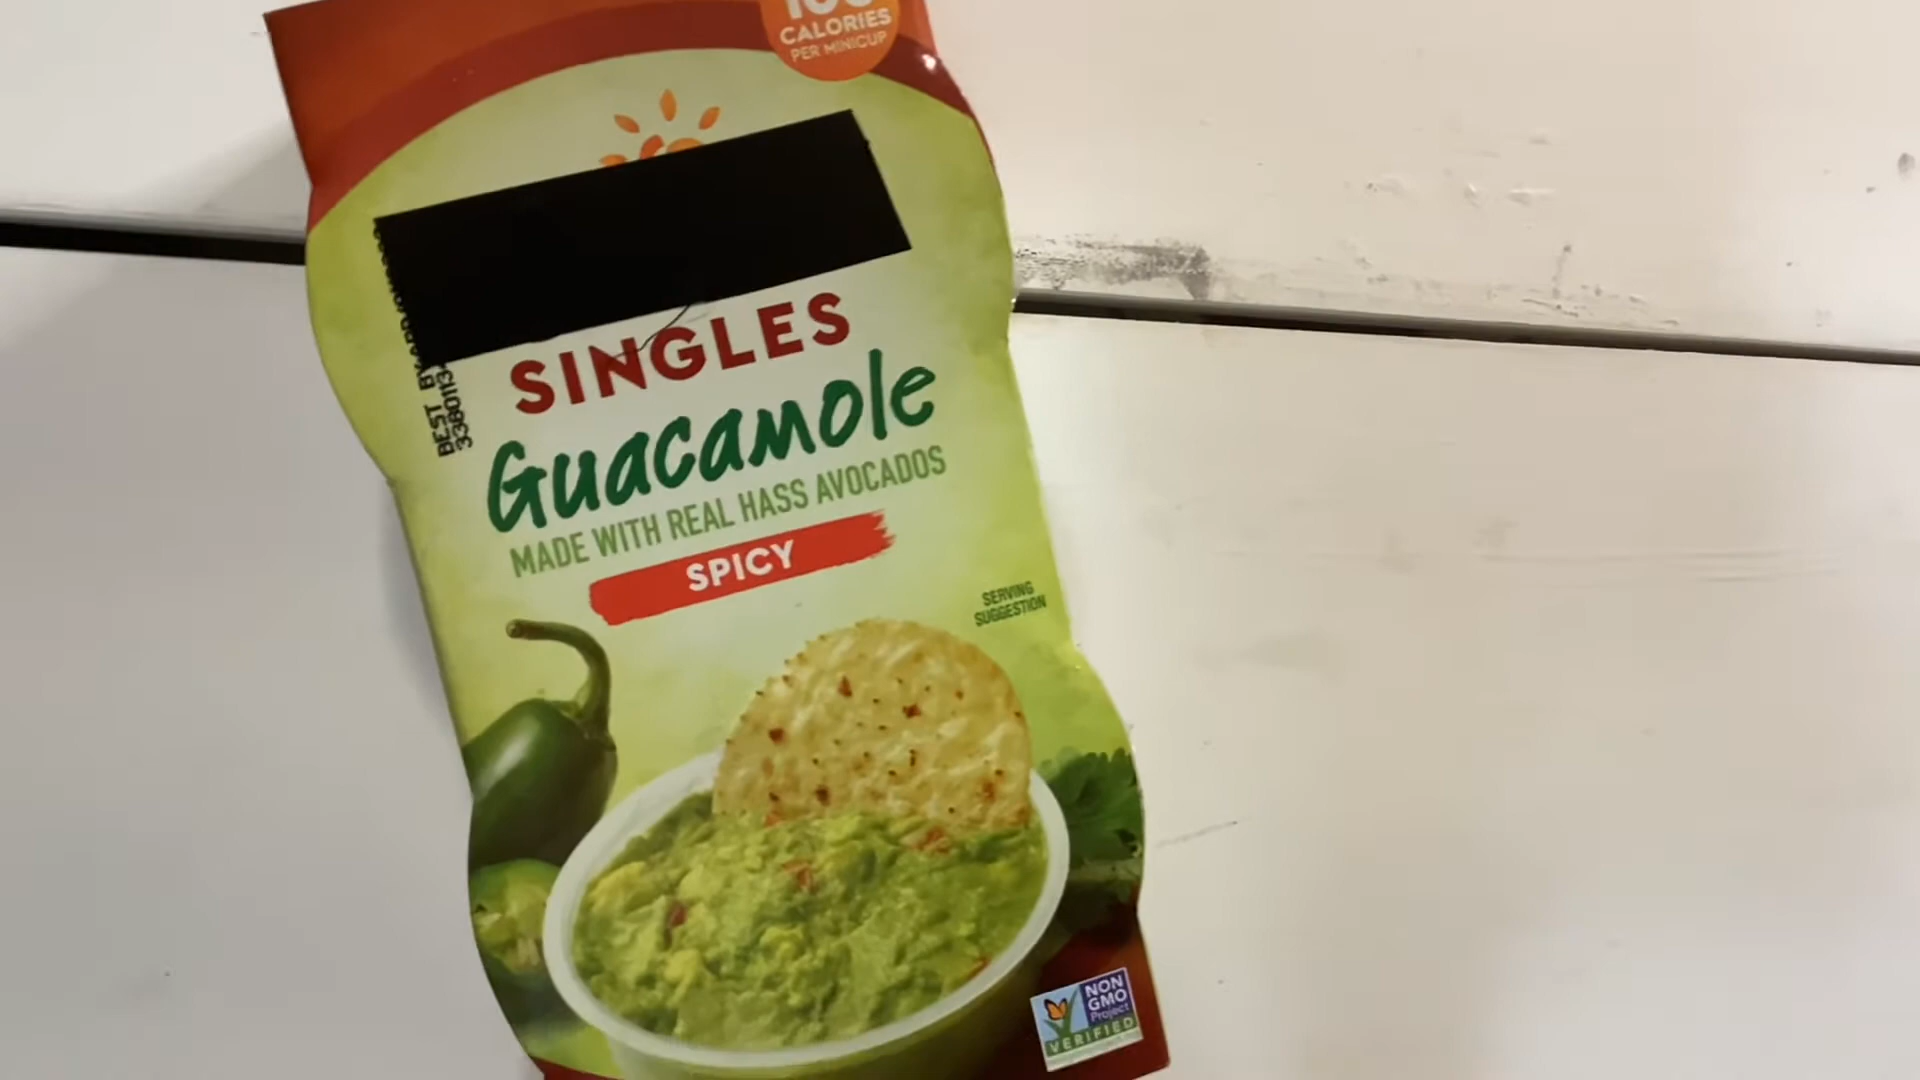 CALORIES
PER MINICUP
SINGLES
Guacamole
MADE WITH REAL HASS AVOCADOS
SPICY
SERVING
SUGGESTION
BEST BY
NON
GMO
Project
VERIFIED